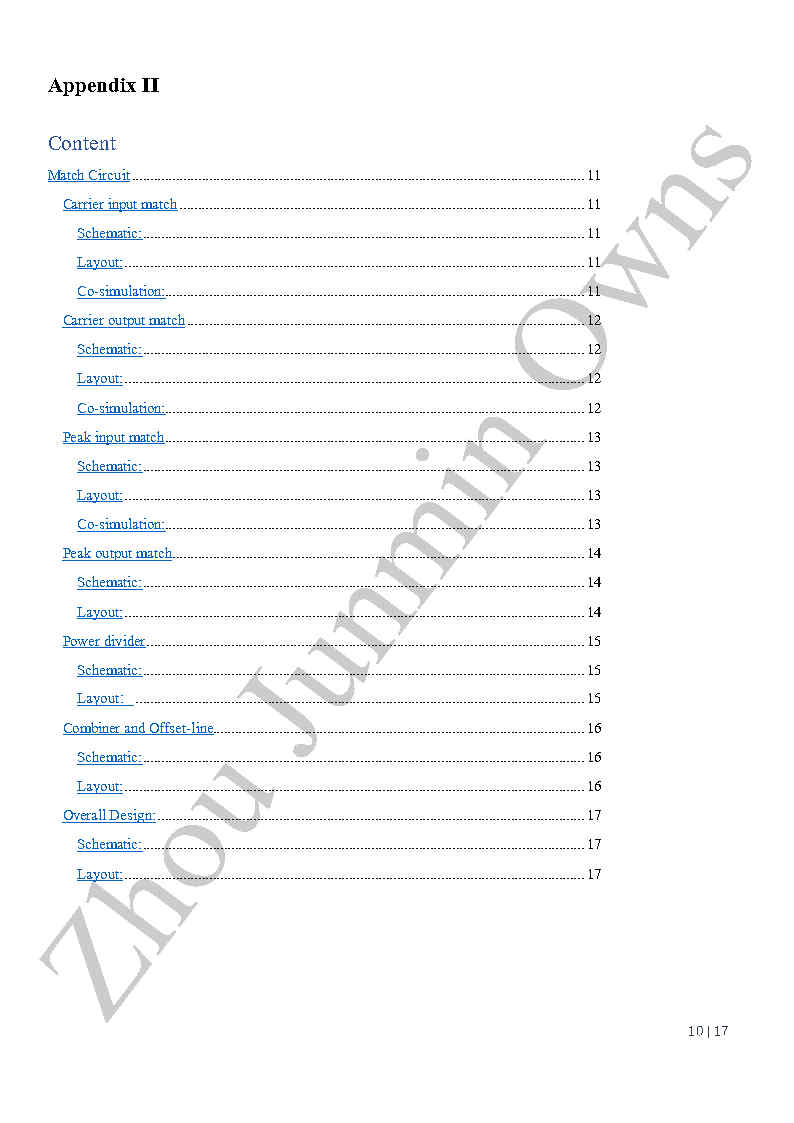 Appendix II
Content
Match Circuit 11
Carrier input match 11
Schematic: 11
Layout: 11
Co-simulation: 11
Carrier output match 12
Schematic: 12
Layout: 12
Co-simulation: 12
Peak input match 13
Schematic: 13
Layout: 13
Co-simulation: 13
Peak output match 14
Schematic: 14
Layout: 14
Power divider 15
Schematic: 15
Layout: 15
Combiner and Offset-line 16
Schematic: 16
Layout: 16
Overall Design: 17
Schematic: 17
Layout: 17
Zhou Junmin Owns
10 | 17